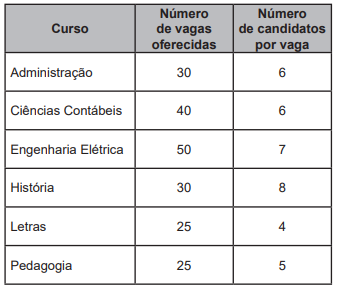 Curso Número de vagas oferecidas Número de candidatos por vaga
Administração 30 6
Ciências Contábeis 40 6
Engenharia Elétrica 50 7
História 30 8
Letras 25 4
Pedagogia 25 5